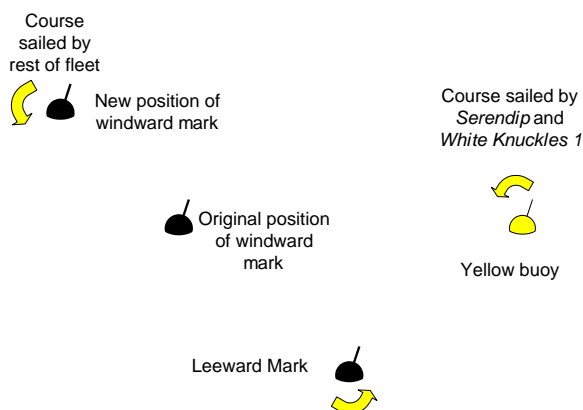 Course
sailed by
rest of fleet
New position of
windward mark
Course sailed by
Serendip and
White Knuckles 1
Original position
of windward
mark
Yellow buoy
Leeward Mark